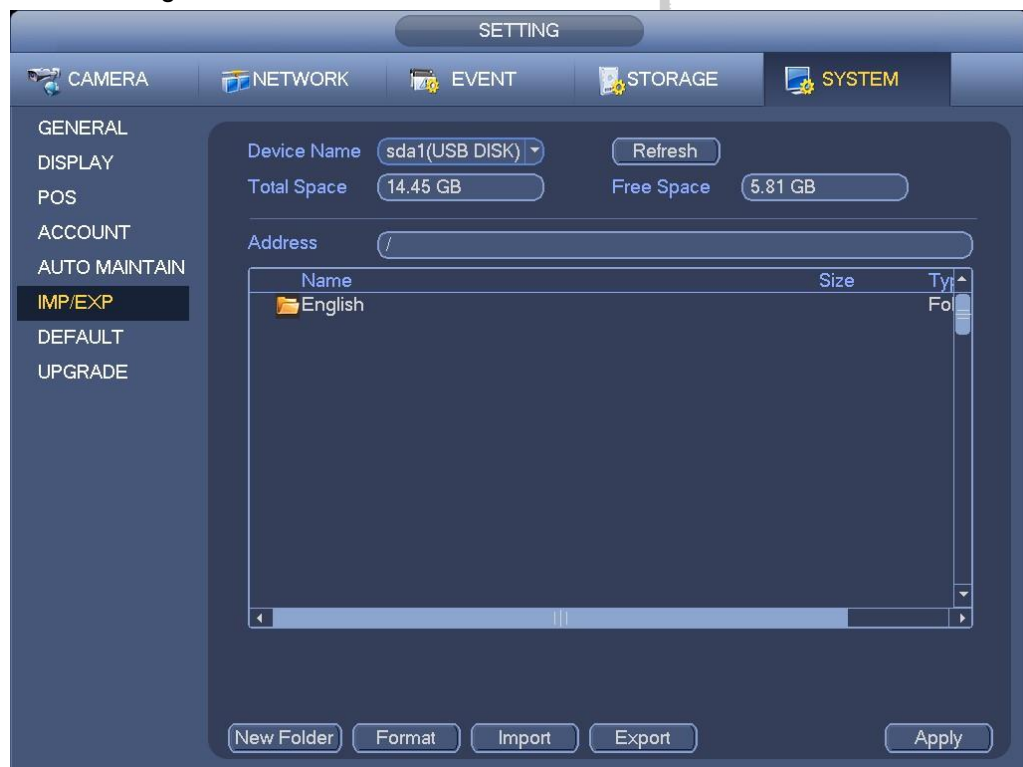 SETTING
CAMERA NETWORK EVENT STORAGE SYSTEM
GENERAL
DISPLAY
POS
ACCOUNT
AUTO MAINTAIN
IMP/EXP
DEFAULT
UPGRADE
Device Name sda1(USB DISK) Refresh
Total Space 14.45 GB Free Space 5.81 GB
Address /
Name Size
English
New Folder Format Import Export Apply